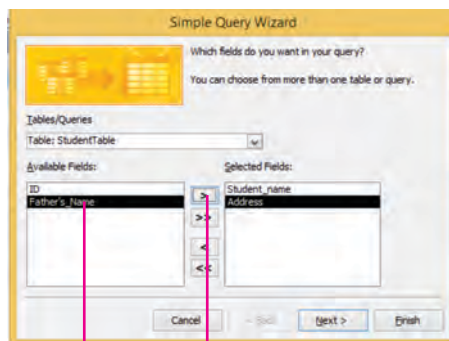 Simple Query Wizard
Which fields do you want in your query?
You can choose from more than one table or query.
Tables/Queries
Table: StudentTable
Available Fields:
Selected Fields:
ID
Father's_Name
>
>>
<
<<
Student_name
Address
Cancel
< Back
Next >
Finish